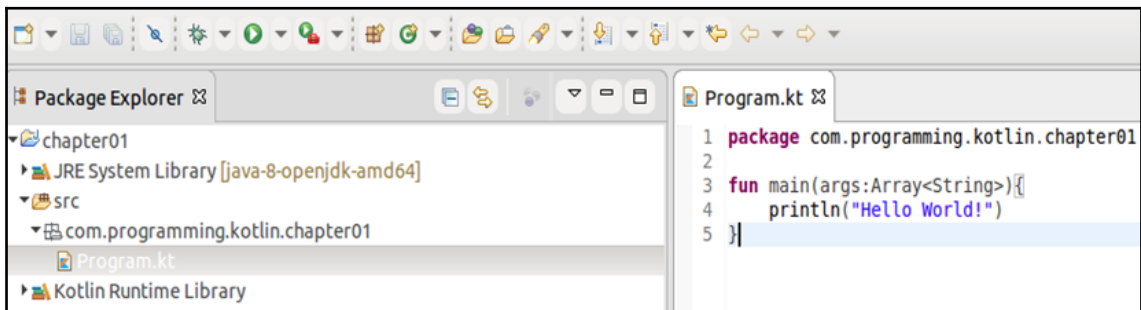 Package Explorer
chapter01
JRE System Library [java-8-openjdk-amd64]
src
com.programming.kotlin.chapter01
Program.kt
Kotlin Runtime Library
Program.kt
1 package com.programming.kotlin.chapter01
2
3 fun main(args:Array<String>){
4     println("Hello World!")
5 }